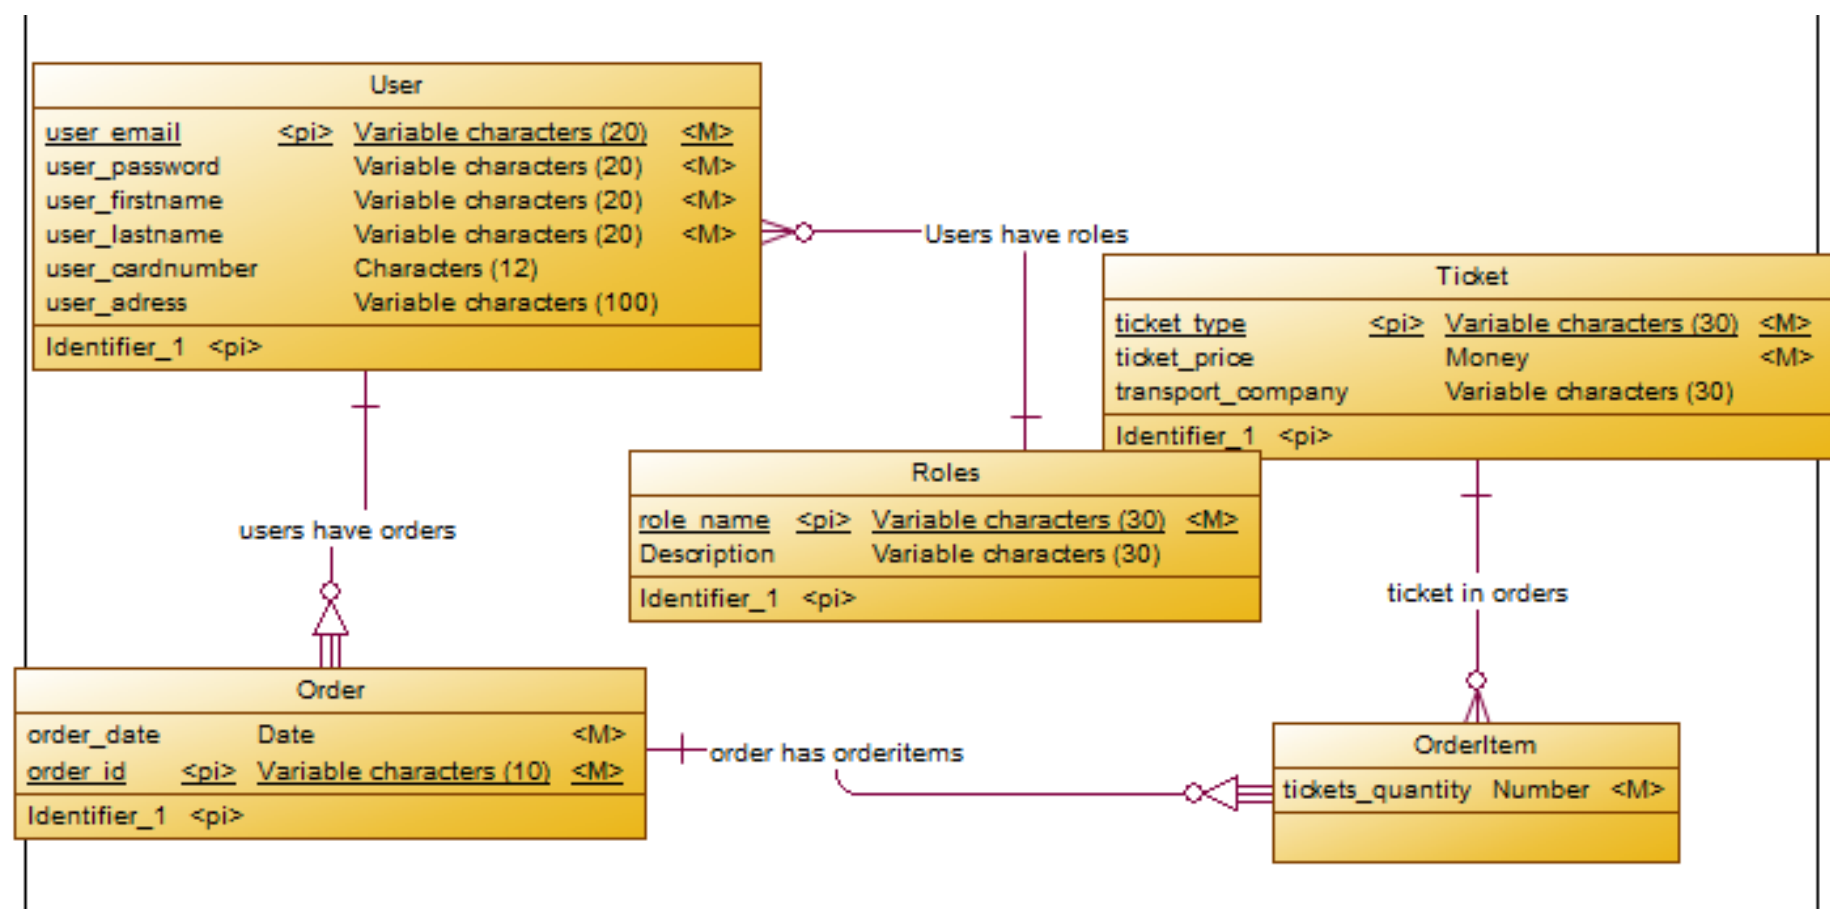 User
user_email <pi> Variable characters (20) <M>
user_password Variable characters (20) <M>
user_firstname Variable characters (20) <M>
user_lastname Variable characters (20) <M>
user_cardnumber Characters (12)
user_adress Variable characters (100)
Identifier_1 <pi>
Users have roles
Ticket
ticket_type <pi> Variable characters (30) <M>
ticket_price Money <M>
transport_company Variable characters (30)
Identifier_1 <pi>
Roles
role_name <pi> Variable characters (30) <M>
Description Variable characters (30)
Identifier_1 <pi>
users have orders
ticket in orders
Order
order_date Date <M>
order_id <pi> Variable characters (10) <M>
Identifier_1 <pi>
order has orderitems
OrderItem
tickets_quantity Number <M>